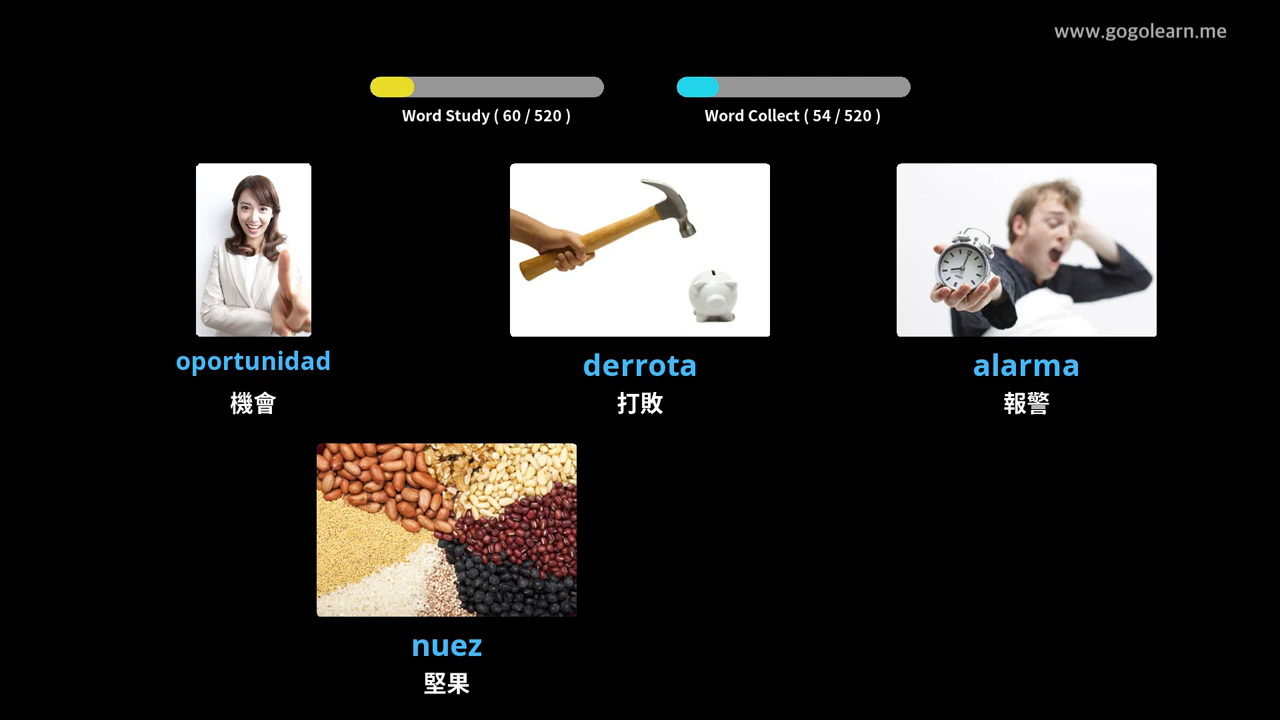 www.gogolearn.me
Word Study ( 60 / 520 )
Word Collect ( 54 / 520 )
oportunidad
機會
derrota
打敗
alarma
報警
nuez
堅果